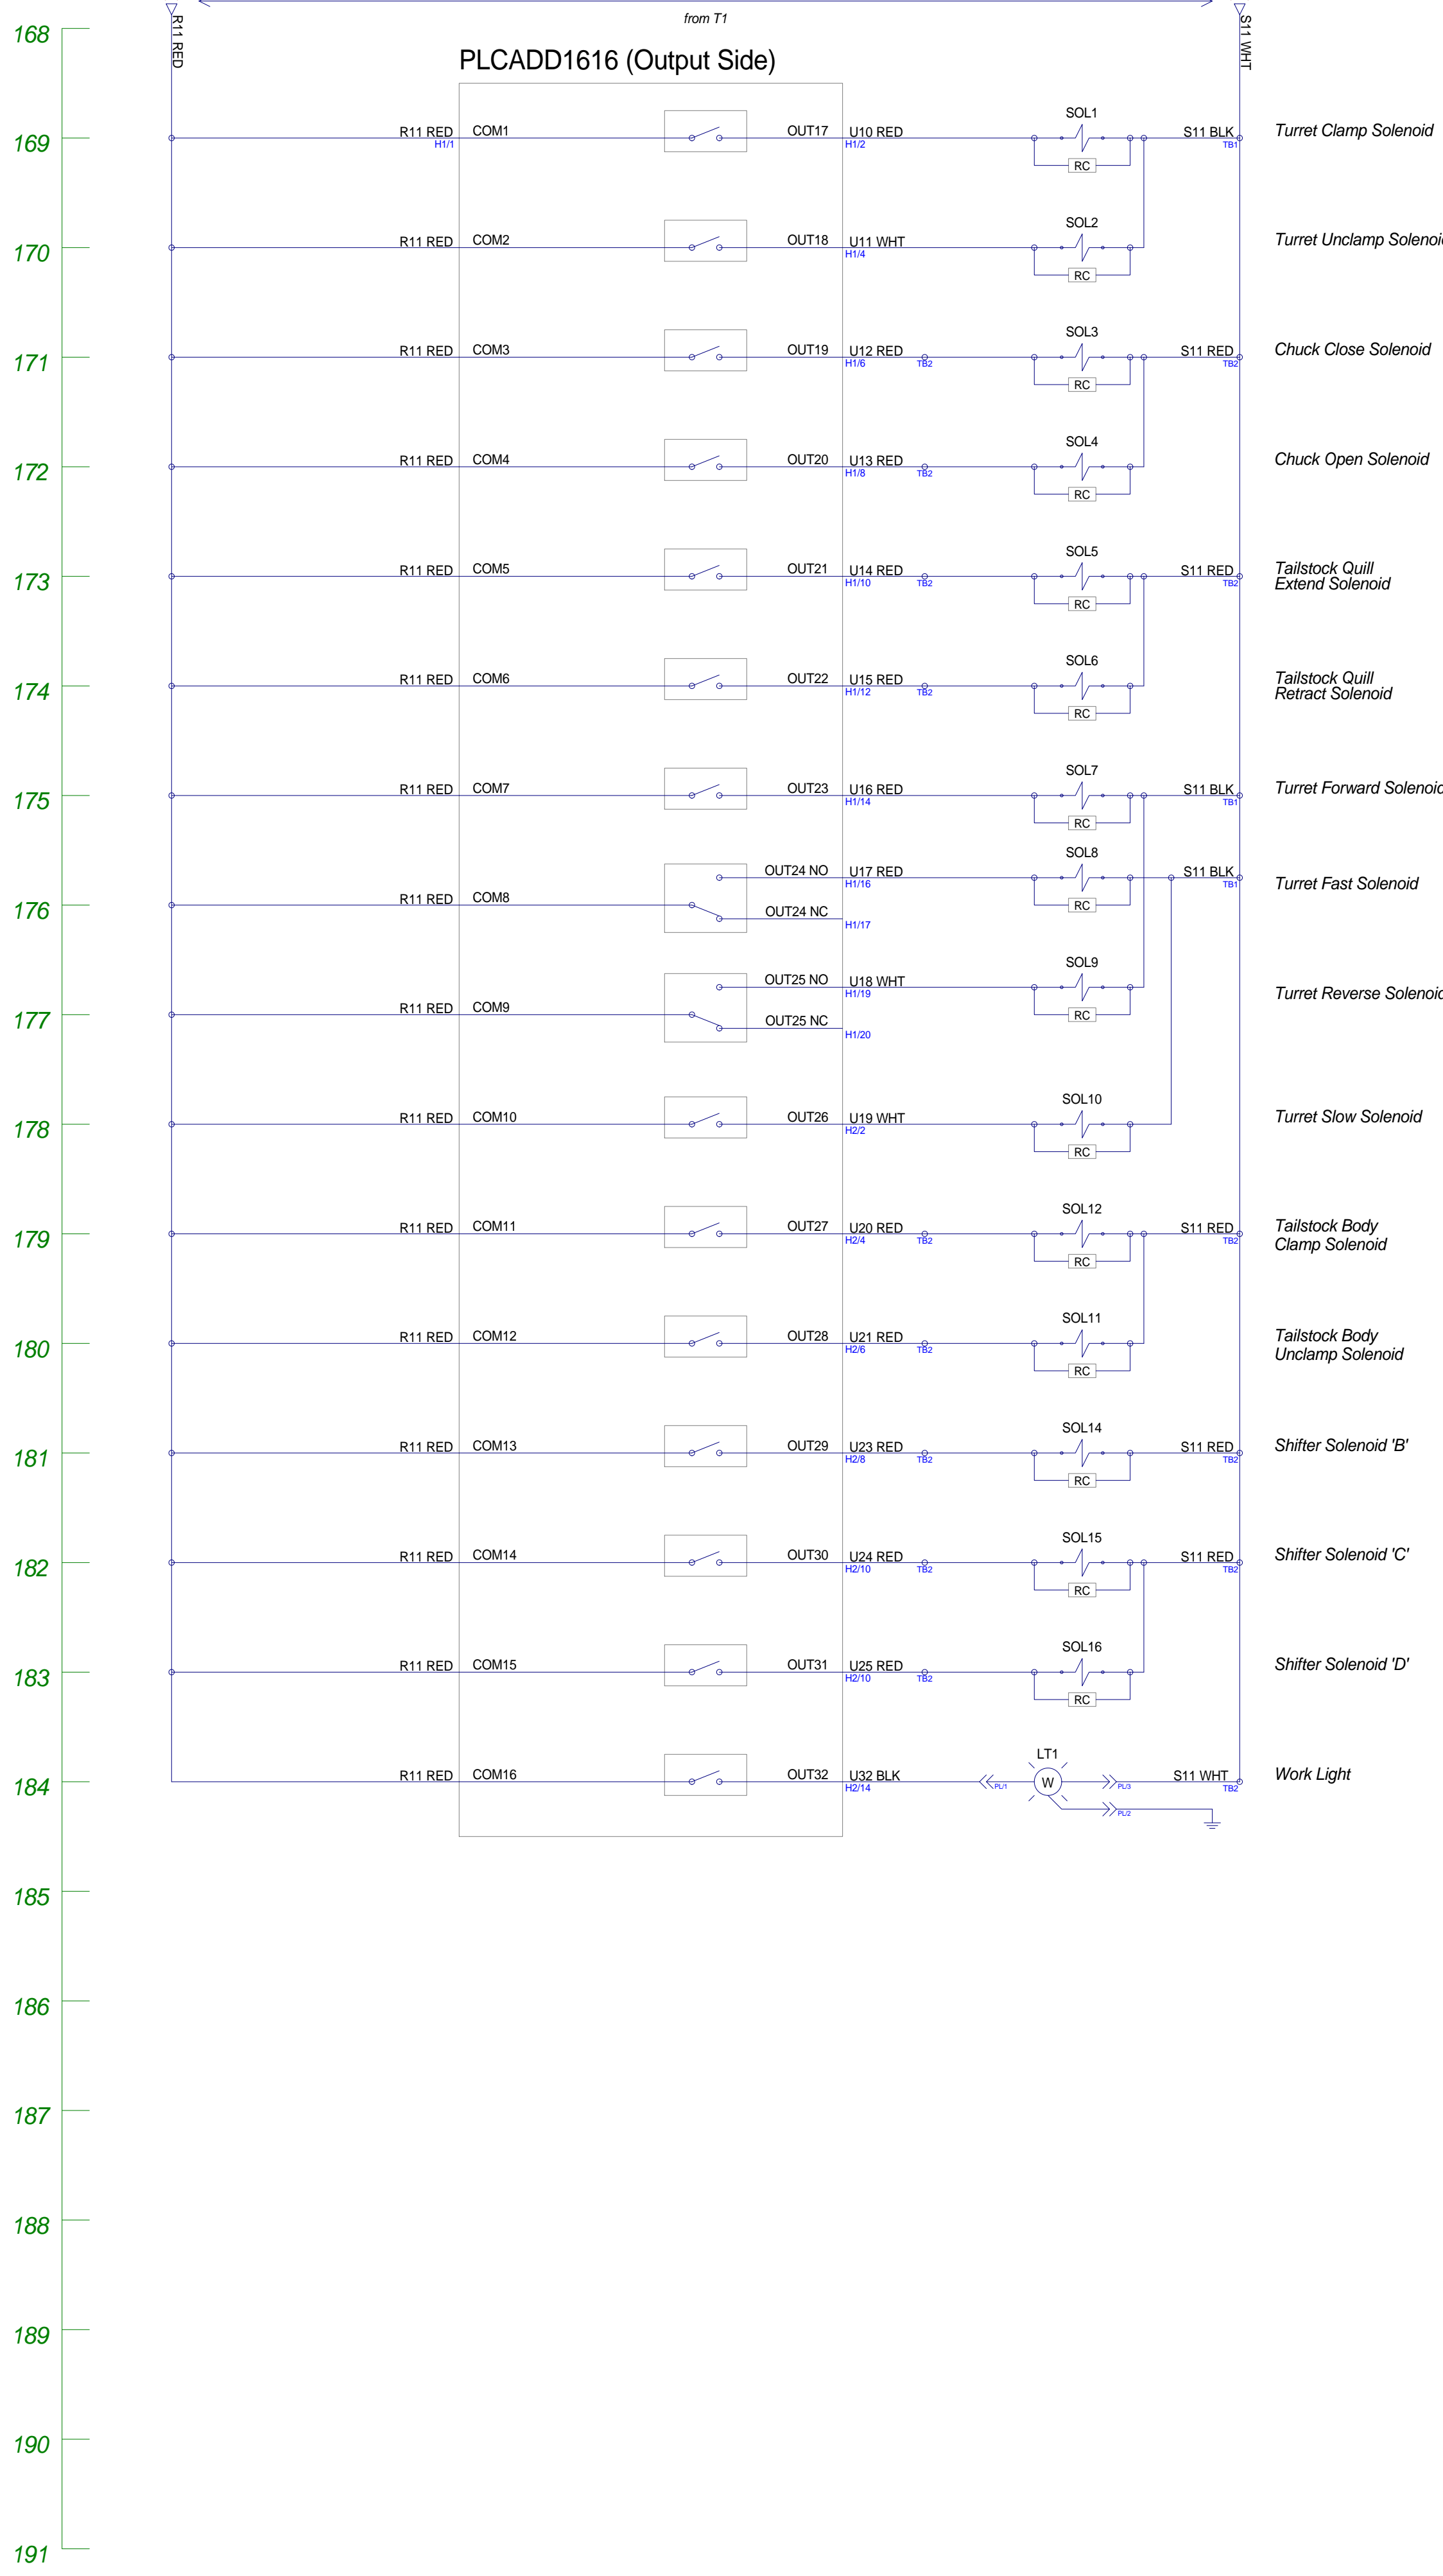 from T1
R11 RED
S11 WHT
168
PLCADD1616 (Output Side)
169
R11 RED
H1/1
COM1
OUT17
U10 RED
H1/2
SOL1
RC
S11 BLK
TB1
Turret Clamp Solenoid
170
R11 RED
COM2
OUT18
U11 WHT
H1/4
SOL2
RC
Turret Unclamp Solenoi
171
R11 RED
COM3
OUT19
U12 RED
H1/6
TB2
SOL3
RC
S11 RED
TB2
Chuck Close Solenoid
172
R11 RED
COM4
OUT20
U13 RED
H1/8
TB2
SOL4
RC
Chuck Open Solenoid
173
R11 RED
COM5
OUT21
U14 RED
H1/10
TB2
SOL5
RC
S11 RED
TB2
Tailstock Quill
Extend Solenoid
174
R11 RED
COM6
OUT22
U15 RED
H1/12
TB2
SOL6
RC
Tailstock Quill
Retract Solenoid
175
R11 RED
COM7
OUT23
U16 RED
H1/14
SOL7
RC
S11 BLK
TB1
Turret Forward Solenoid
176
R11 RED
COM8
OUT24 NO
U17 RED
H1/16
OUT24 NC
H1/17
SOL8
RC
S11 BLK
TB1
Turret Fast Solenoid
177
R11 RED
COM9
OUT25 NO
U18 WHT
H1/19
OUT25 NC
H1/20
SOL9
RC
Turret Reverse Solenoid
178
R11 RED
COM10
OUT26
U19 WHT
H2/2
SOL10
RC
Turret Slow Solenoid
179
R11 RED
COM11
OUT27
U20 RED
H2/4
TB2
SOL12
RC
S11 RED
TB2
Tailstock Body
Clamp Solenoid
180
R11 RED
COM12
OUT28
U21 RED
H2/6
TB2
SOL11
RC
Tailstock Body
Unclamp Solenoid
181
R11 RED
COM13
OUT29
U23 RED
H2/8
TB2
SOL14
RC
S11 RED
TB2
Shifter Solenoid 'B'
182
R11 RED
COM14
OUT30
U24 RED
H2/10
TB2
SOL15
RC
S11 RED
TB2
Shifter Solenoid 'C'
183
R11 RED
COM15
OUT31
U25 RED
H2/10
TB2
SOL16
RC
Shifter Solenoid 'D'
184
R11 RED
COM16
OUT32
U32 BLK
H2/14
PL/1
LT1
W
PL/3
PL/2
S11 WHT
TB2
Work Light
185
186
187
188
189
190
191